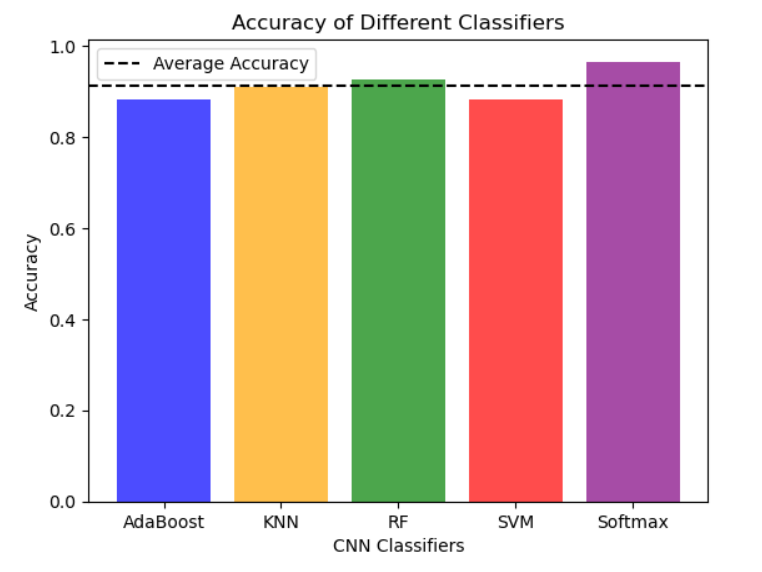 Accuracy of Different Classifiers
Average Accuracy
1.0
0.8
0.6
0.4
0.2
0.0
Accuracy
AdaBoost KNN RF SVM Softmax
CNN Classifiers